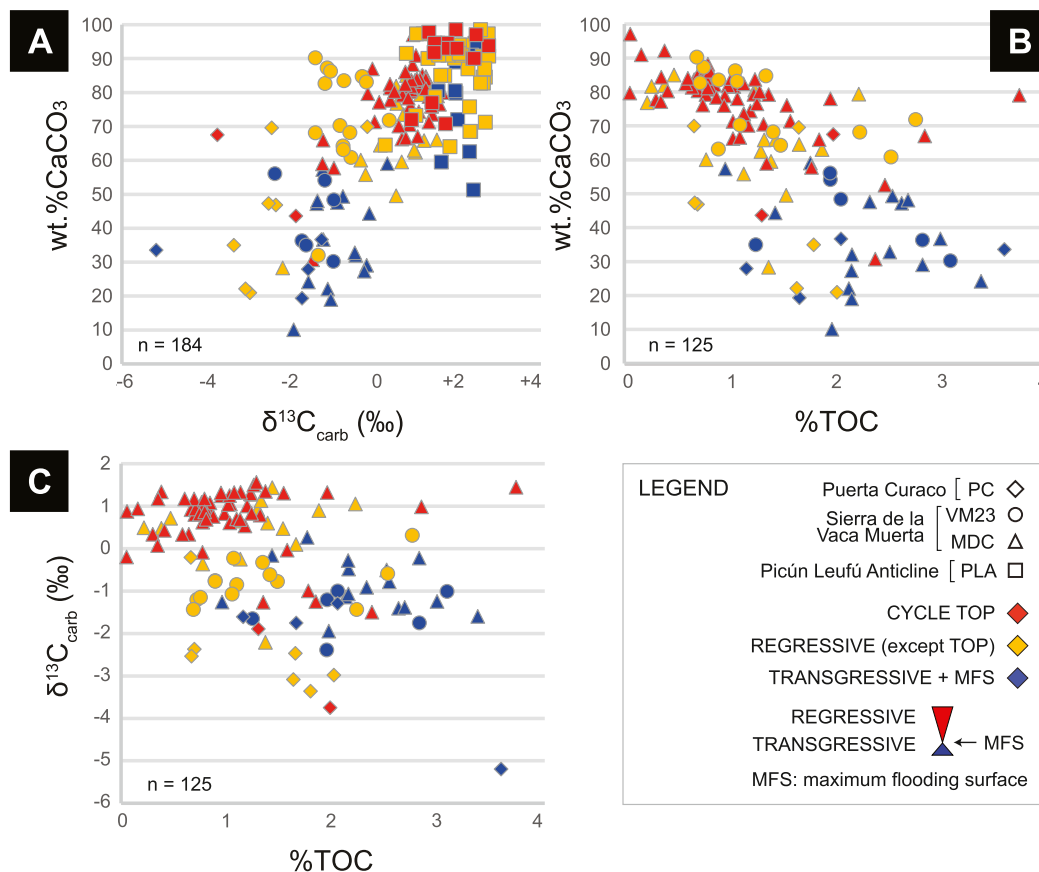 A
wt. %CaCO3
100
90
80
70
60
50
40
30
20
10
0
n = 184
-6
-4
-2
0
+2
+4
δ13Ccarb (‰)
B
wt. %CaCO3
100
90
80
70
60
50
40
30
20
10
0
n = 125
0
1
2
3
4
%TOC
C
δ13Ccarb (‰)
2
1
0
-1
-2
-3
-4
-5
-6
n = 125
0
1
2
3
4
%TOC
LEGEND
Puerta Curaco [ PC
Sierra de la
Vaca Muerta
VM23
MDC
Picún Leufú Anticline [ PLA
CYCLE TOP
REGRESSIVE (except TOP)
TRANSGRESSIVE + MFS
REGRESSIVE
TRANSGRESSIVE ← MFS
MFS: maximum flooding surface